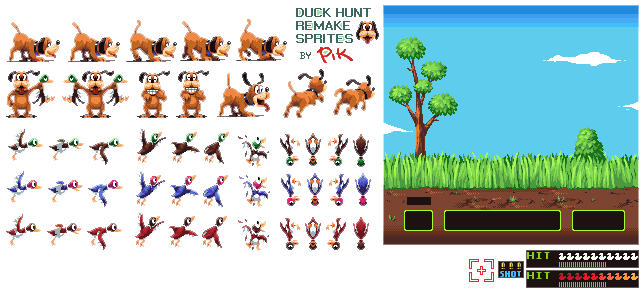 DUCK HUNT
REMAKE
SPRITES
BY PiK
SHOT
HIT
HIT